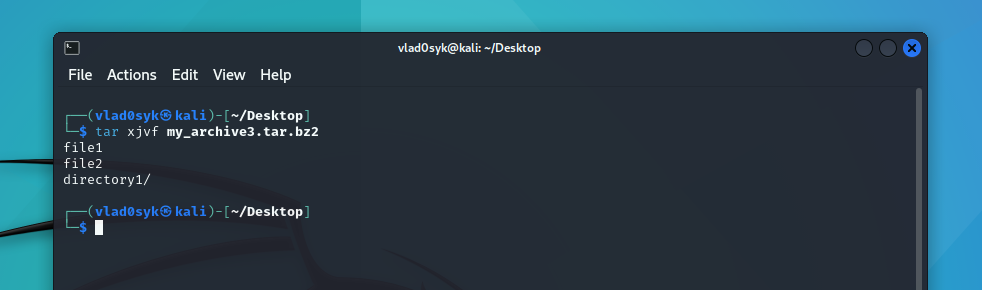 vlad0syk@kali: ~/Desktop
File Actions Edit View Help
┌──(vlad0syk㉿kali)-[~/Desktop]
└─$ tar xjvf my_archive3.tar.bz2
file1
file2
directory1/
┌──(vlad0syk㉿kali)-[~/Desktop]
└─$